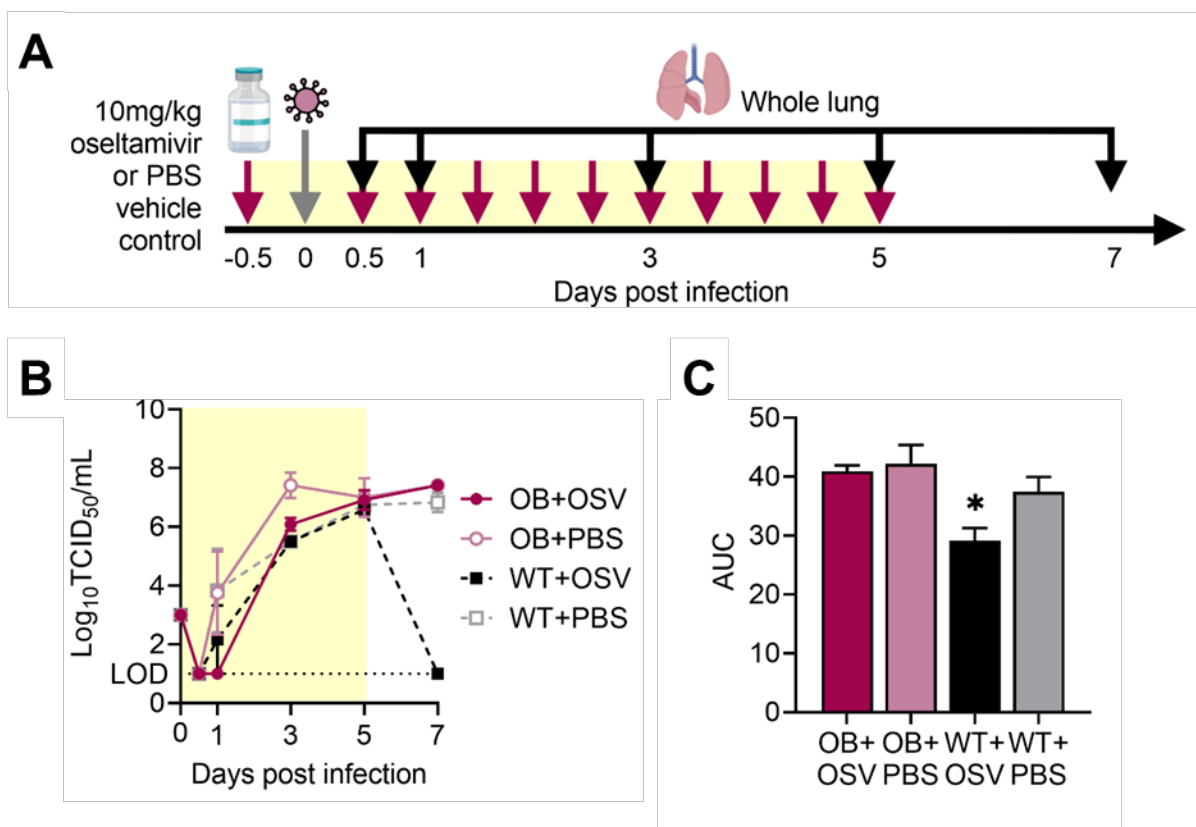 A
10mg/kg
oseltamivir
or PBS
vehicle
control
Whole lung
-0.5 0 0.5 1 3 5 7
Days post infection
B
10
8
6
4
2
0
LOD
Log10TCID50/mL
0 1 3 5 7
Days post infection
OB+OSV
OB+PBS
WT+OSV
WT+PBS
C
50
40
30
20
10
0
AUC
*
OB+ OB+ WT+ WT+
OSV PBS OSV PBS